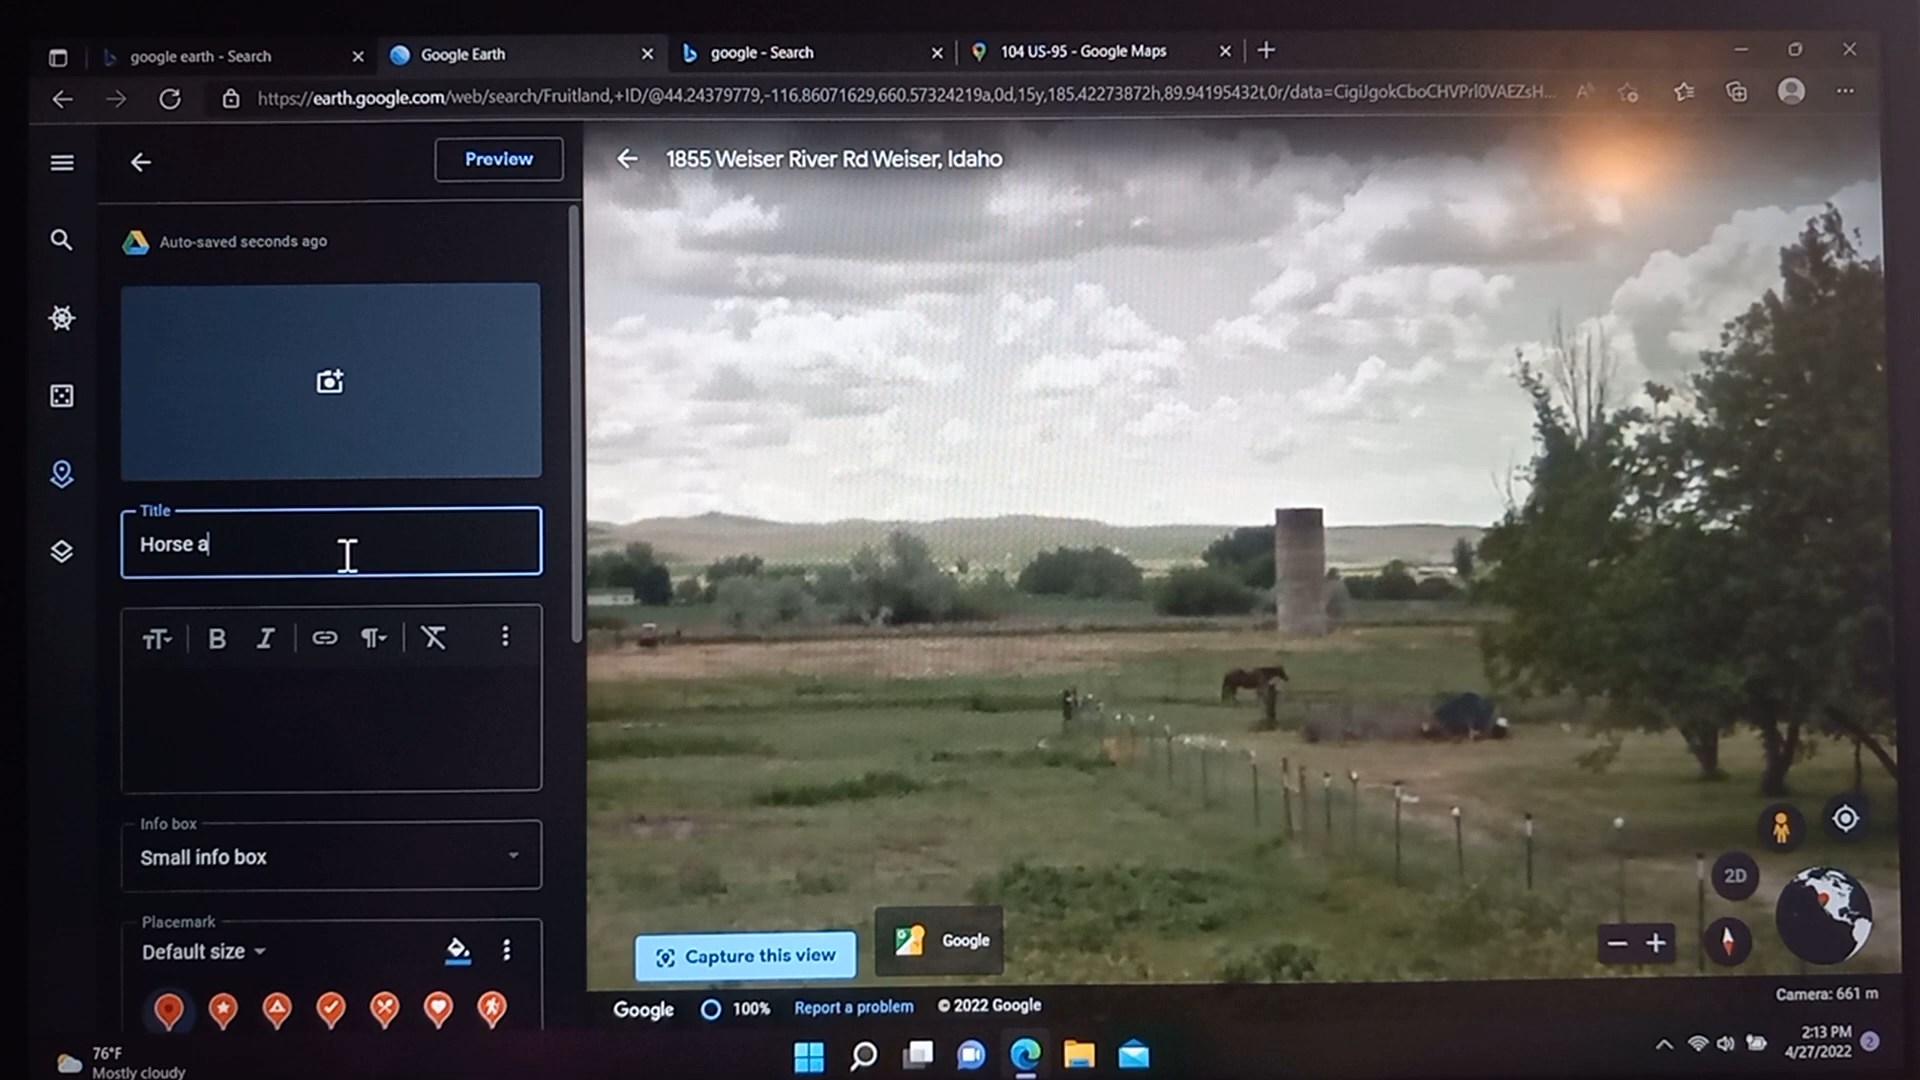 google earth - Search
Google Earth
google - Search
104 US-95 - Google Maps
https://earth.google.com/web/search/Fruitland,+ID/@44.24379779,-116.86071629,660.57324219a,0d,15y,185.42273872h,89.94195432t,0r/data=CigiJgokCboCHVPrl0VAEZsH...
Preview
1855 Weiser River Rd Weiser, Idaho
Auto-saved seconds ago
Title
Horse a
TT
B I
Info box
Small info box
Placemark
Default size
Capture this view
Google
2D
Google 100% Report a problem © 2022 Google
Camera: 661 m
76°F
Mostly cloudy
2:13 PM
4/27/2022
2